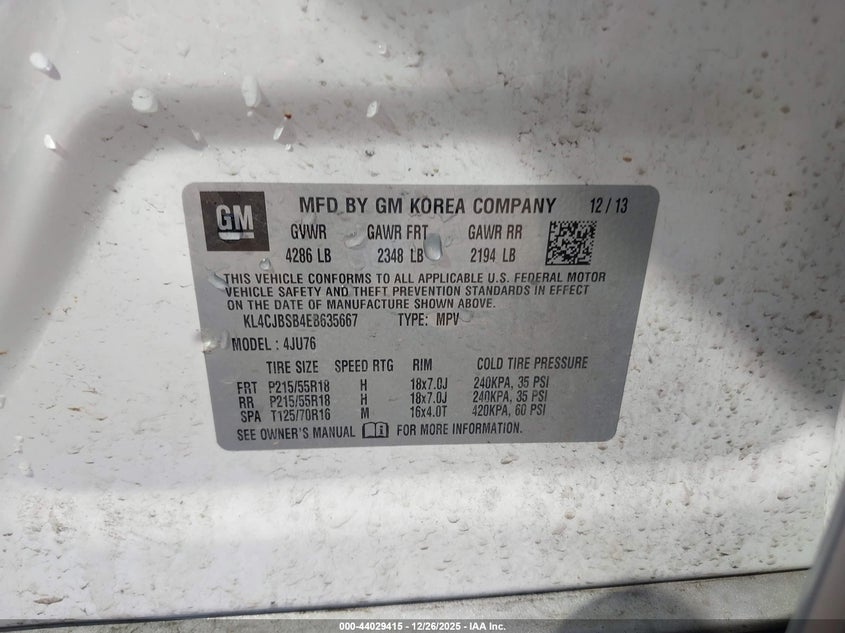 GM
MFD BY GM KOREA COMPANY 12/13
GVWR GAWR FRT GAWR RR
4286 LB 2348 LB 2194 LB
THIS VEHICLE CONFORMS TO ALL APPLICABLE U.S. FEDERAL MOTOR
VEHICLE SAFETY AND THEFT PREVENTION STANDARDS IN EFFECT
ON THE DATE OF MANUFACTURE SHOWN ABOVE.
KL4CJBSB4EB635667 TYPE: MPV
MODEL : 4JU76
TIRE SIZE SPEED RTG RIM COLD TIRE PRESSURE
FRT P215/55R18 H 18x7.0J 240KPA, 35 PSI
RR P215/55R18 H 18x7.0J 240KPA, 35 PSI
SPA T125/70R16 M 16x4.0T 420KPA, 60 PSI
SEE OWNER'S MANUAL FOR MORE INFORMATION.
000-44029415 - 12/26/2025 - IAA Inc.